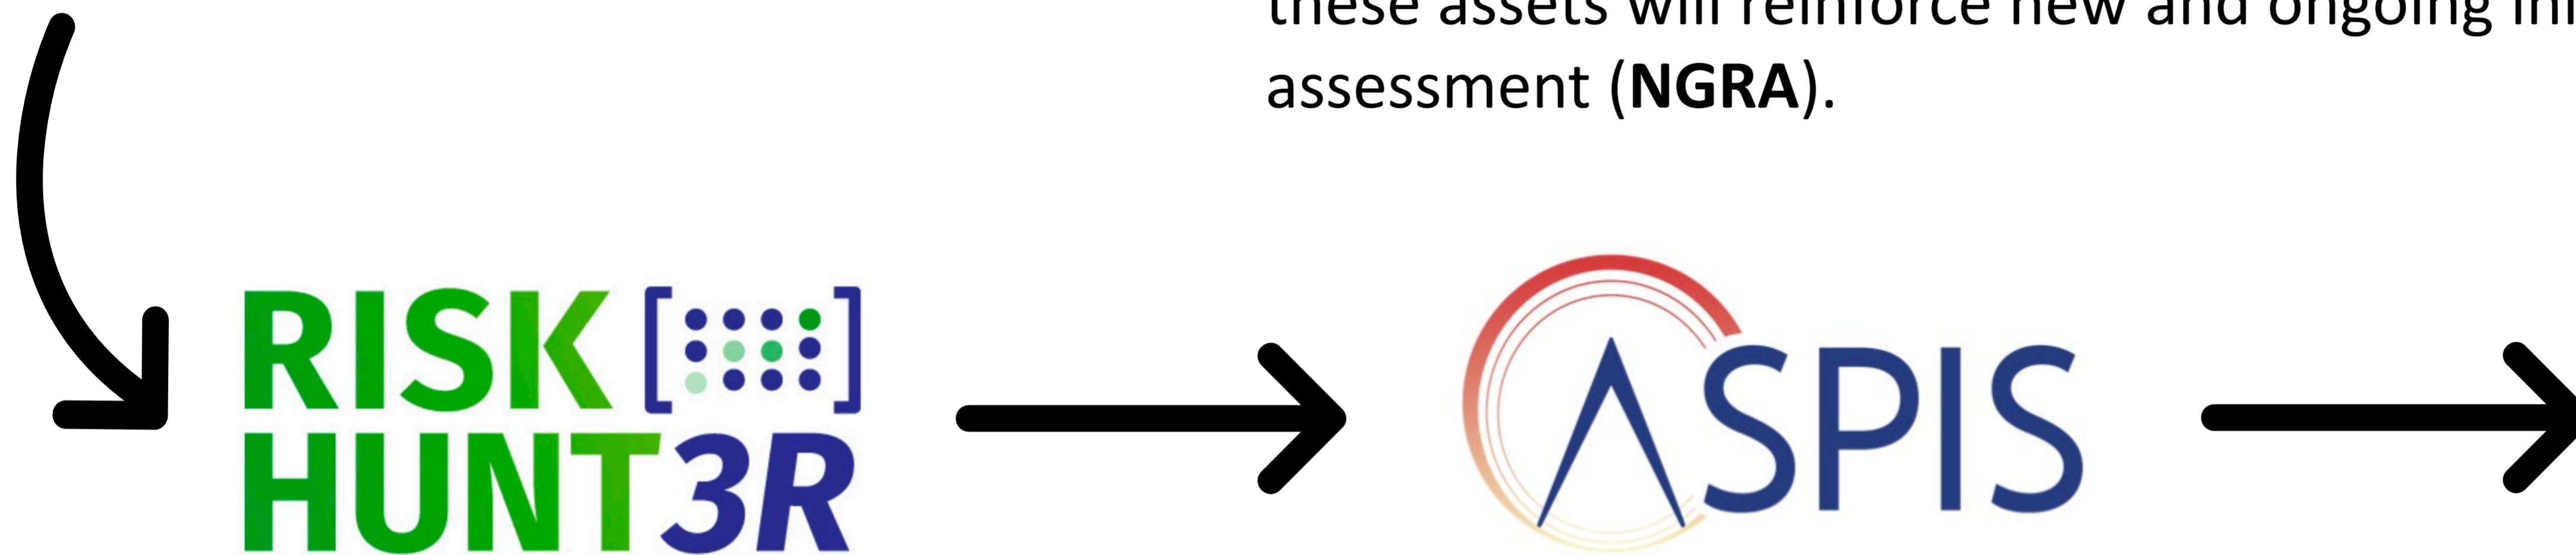 these assets will reinforce new and ongoing
assessment (NGRA).
RISK
HUNT3R
ASPIS